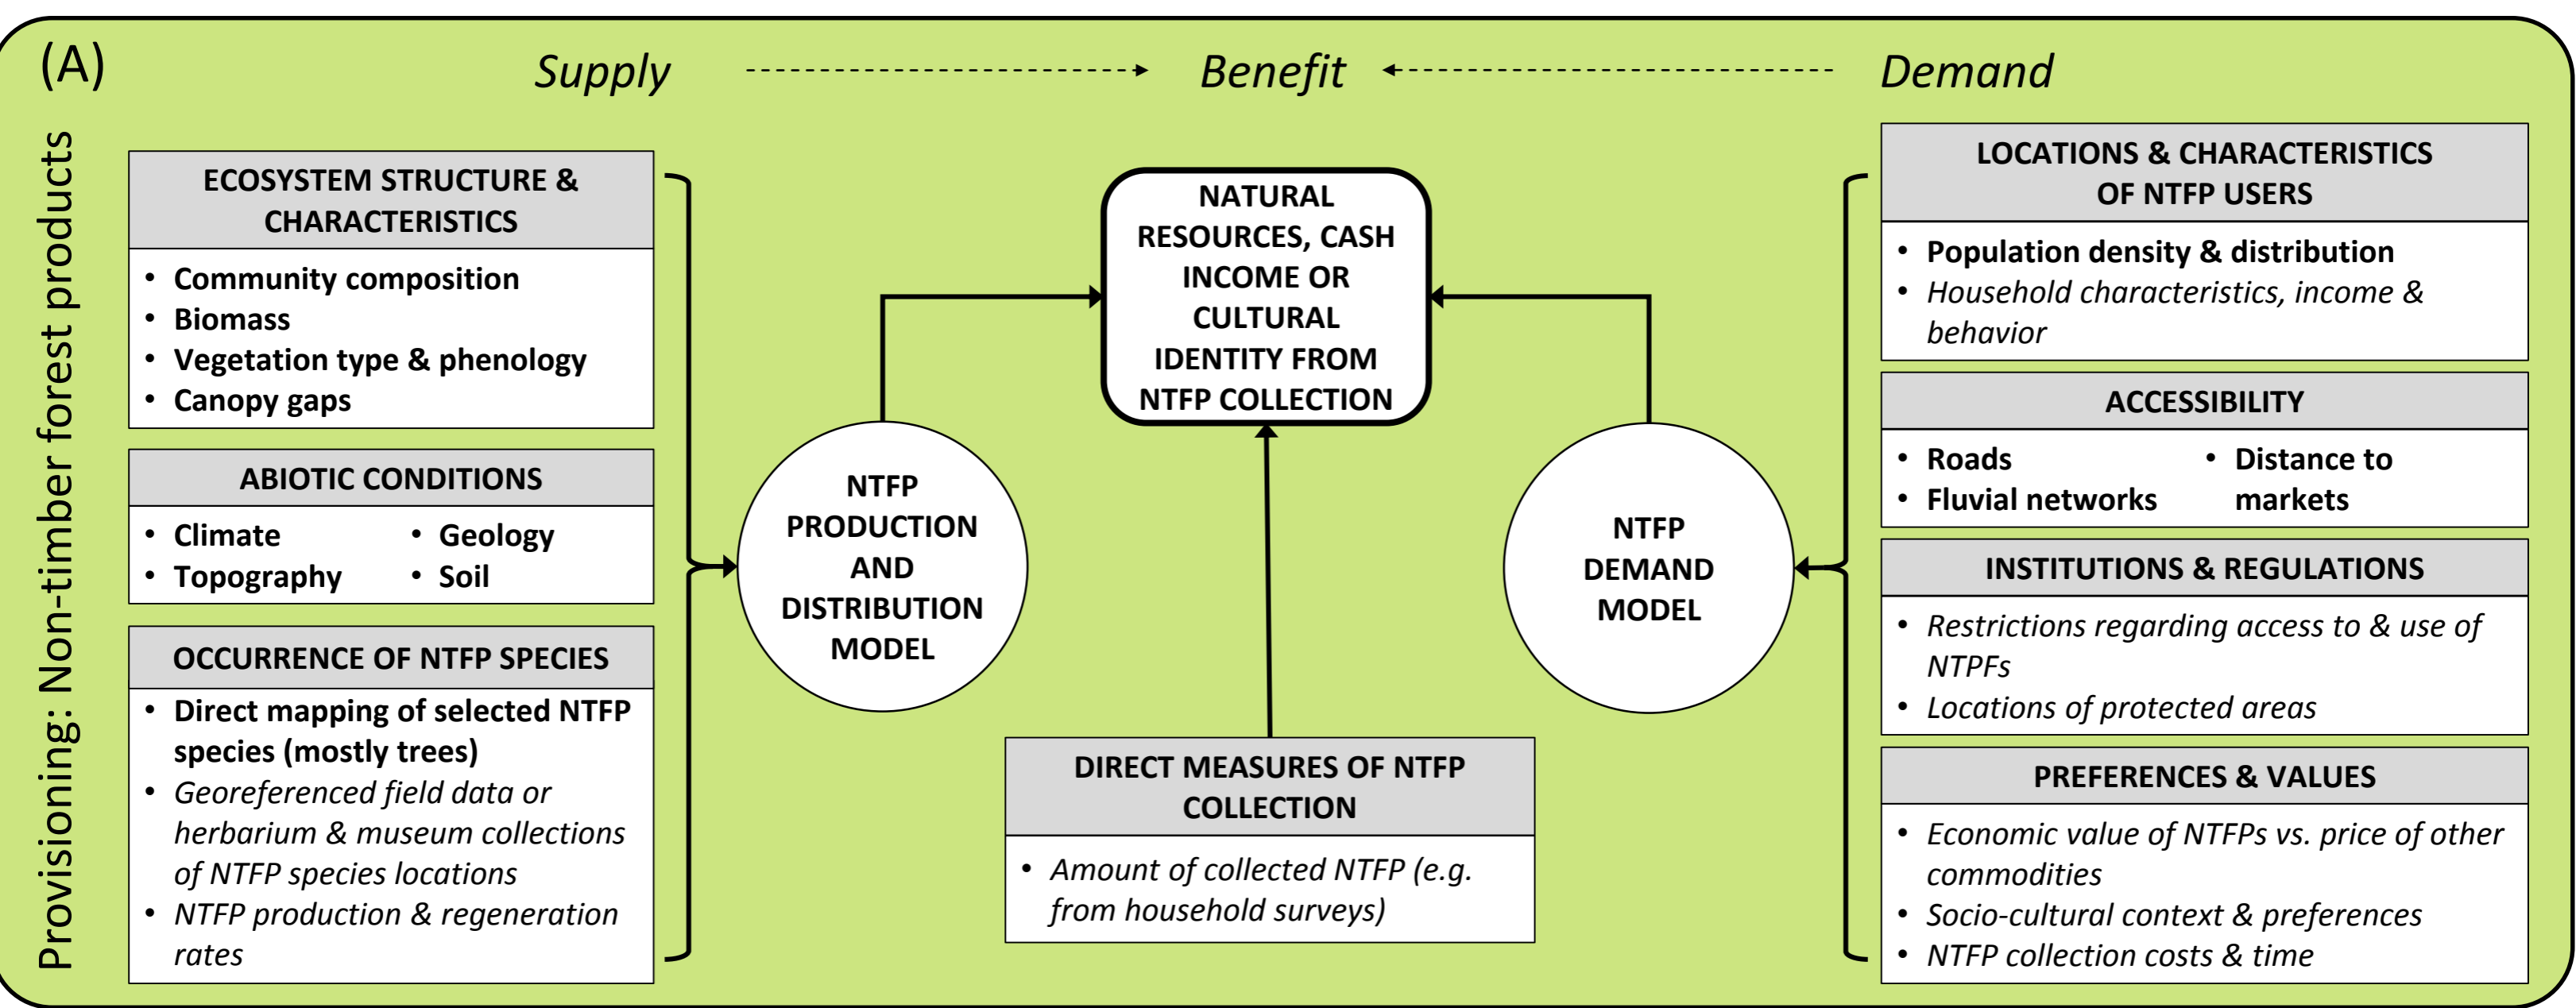 (A)
Provisioning: Non-timber forest products
Supply
Benefit
Demand
ECOSYSTEM STRUCTURE &
CHARACTERISTICS
• Community composition
• Biomass
• Vegetation type & phenology
• Canopy gaps
ABIOTIC CONDITIONS
• Climate
• Topography
• Geology
• Soil
OCCURRENCE OF NTFP SPECIES
• Direct mapping of selected NTFP
species (mostly trees)
• Georeferenced field data or
herbarium & museum collections
of NTFP species locations
• NTFP production & regeneration
rates
NTFP
PRODUCTION
AND
DISTRIBUTION
MODEL
NATURAL
RESOURCES, CASH
INCOME OR
CULTURAL
IDENTITY FROM
NTFP COLLECTION
DIRECT MEASURES OF NTFP
COLLECTION
• Amount of collected NTFP (e.g.
from household surveys)
NTFP
DEMAND
MODEL
LOCATIONS & CHARACTERISTICS
OF NTFP USERS
• Population density & distribution
• Household characteristics, income &
behavior
ACCESSIBILITY
• Roads
• Fluvial networks
• Distance to
markets
INSTITUTIONS & REGULATIONS
• Restrictions regarding access to & use of
NTPFs
• Locations of protected areas
PREFERENCES & VALUES
• Economic value of NTFPs vs. price of other
commodities
• Socio-cultural context & preferences
• NTFP collection costs & time